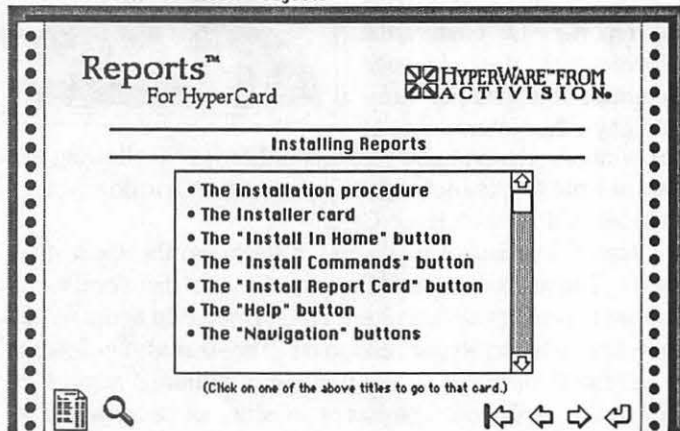 Reports™
For HyperCard
HYPERWARE™ FROM
ACTIVISION®
Installing Reports
• The installation procedure
• The Installer card
• The "Install In Home" button
• The "Install Commands" button
• The "Install Report Card" button
• The "Help" button
• The "Navigation" buttons
(Click on one of the above titles to go to that card.)